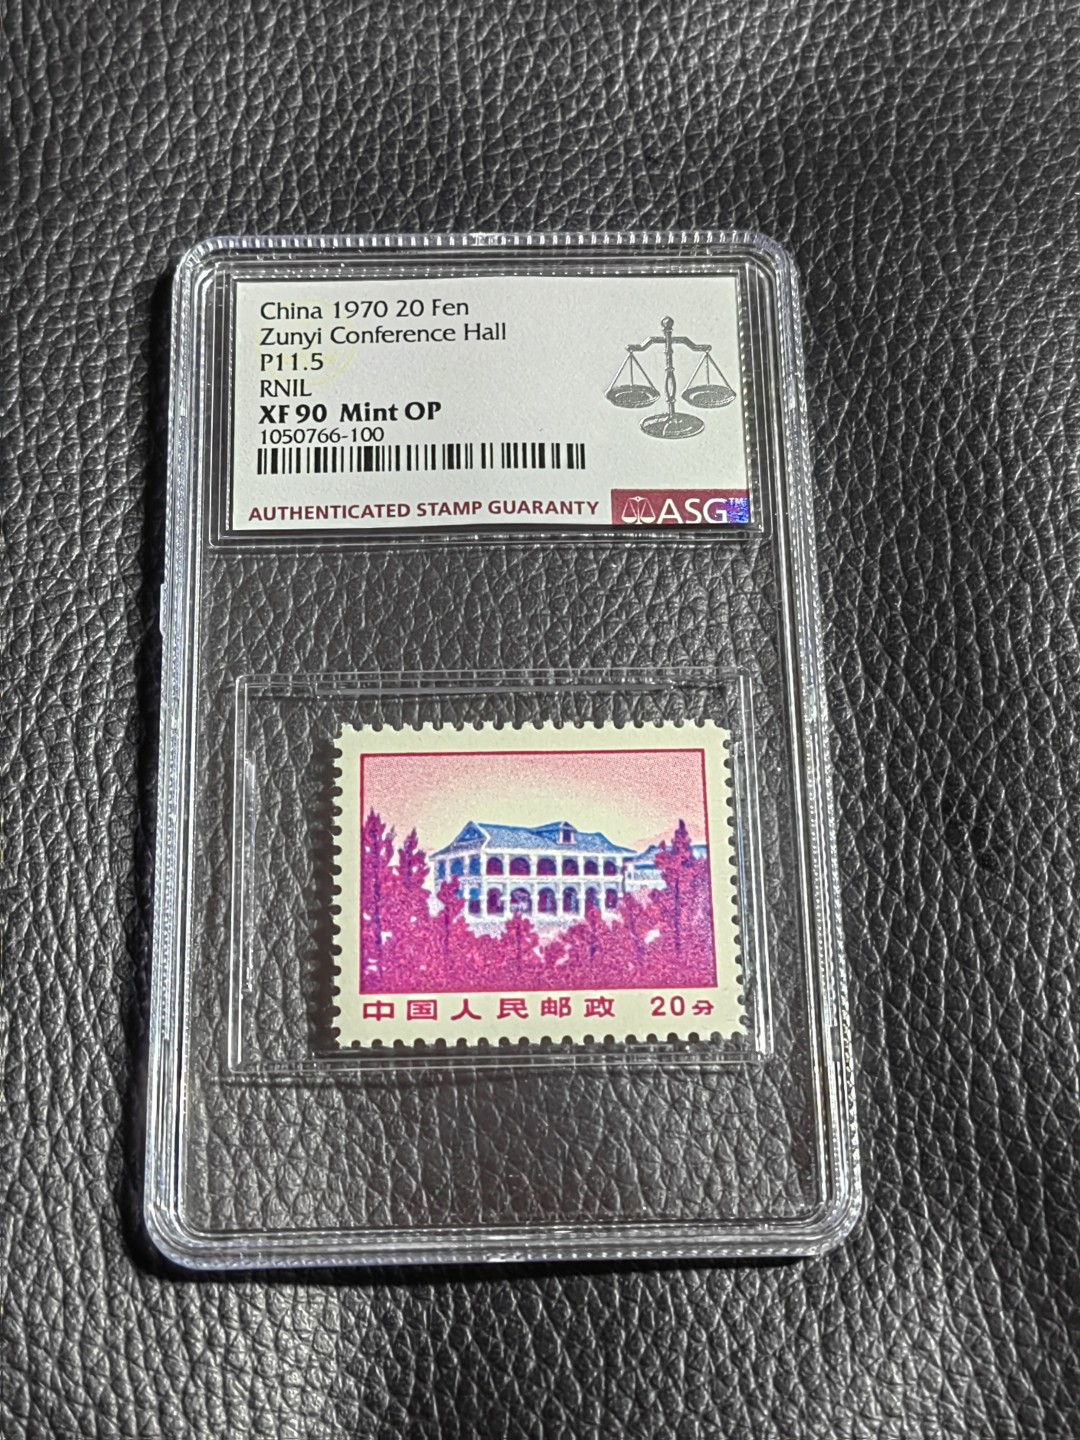 China 1970 20 Fen
Zunyi Conference Hall
P11.5
RNIL
XF 90 Mint OP
1050766-100
AUTHENTICATED STAMP GUARANTY
ASG™
中国人民邮政 20分